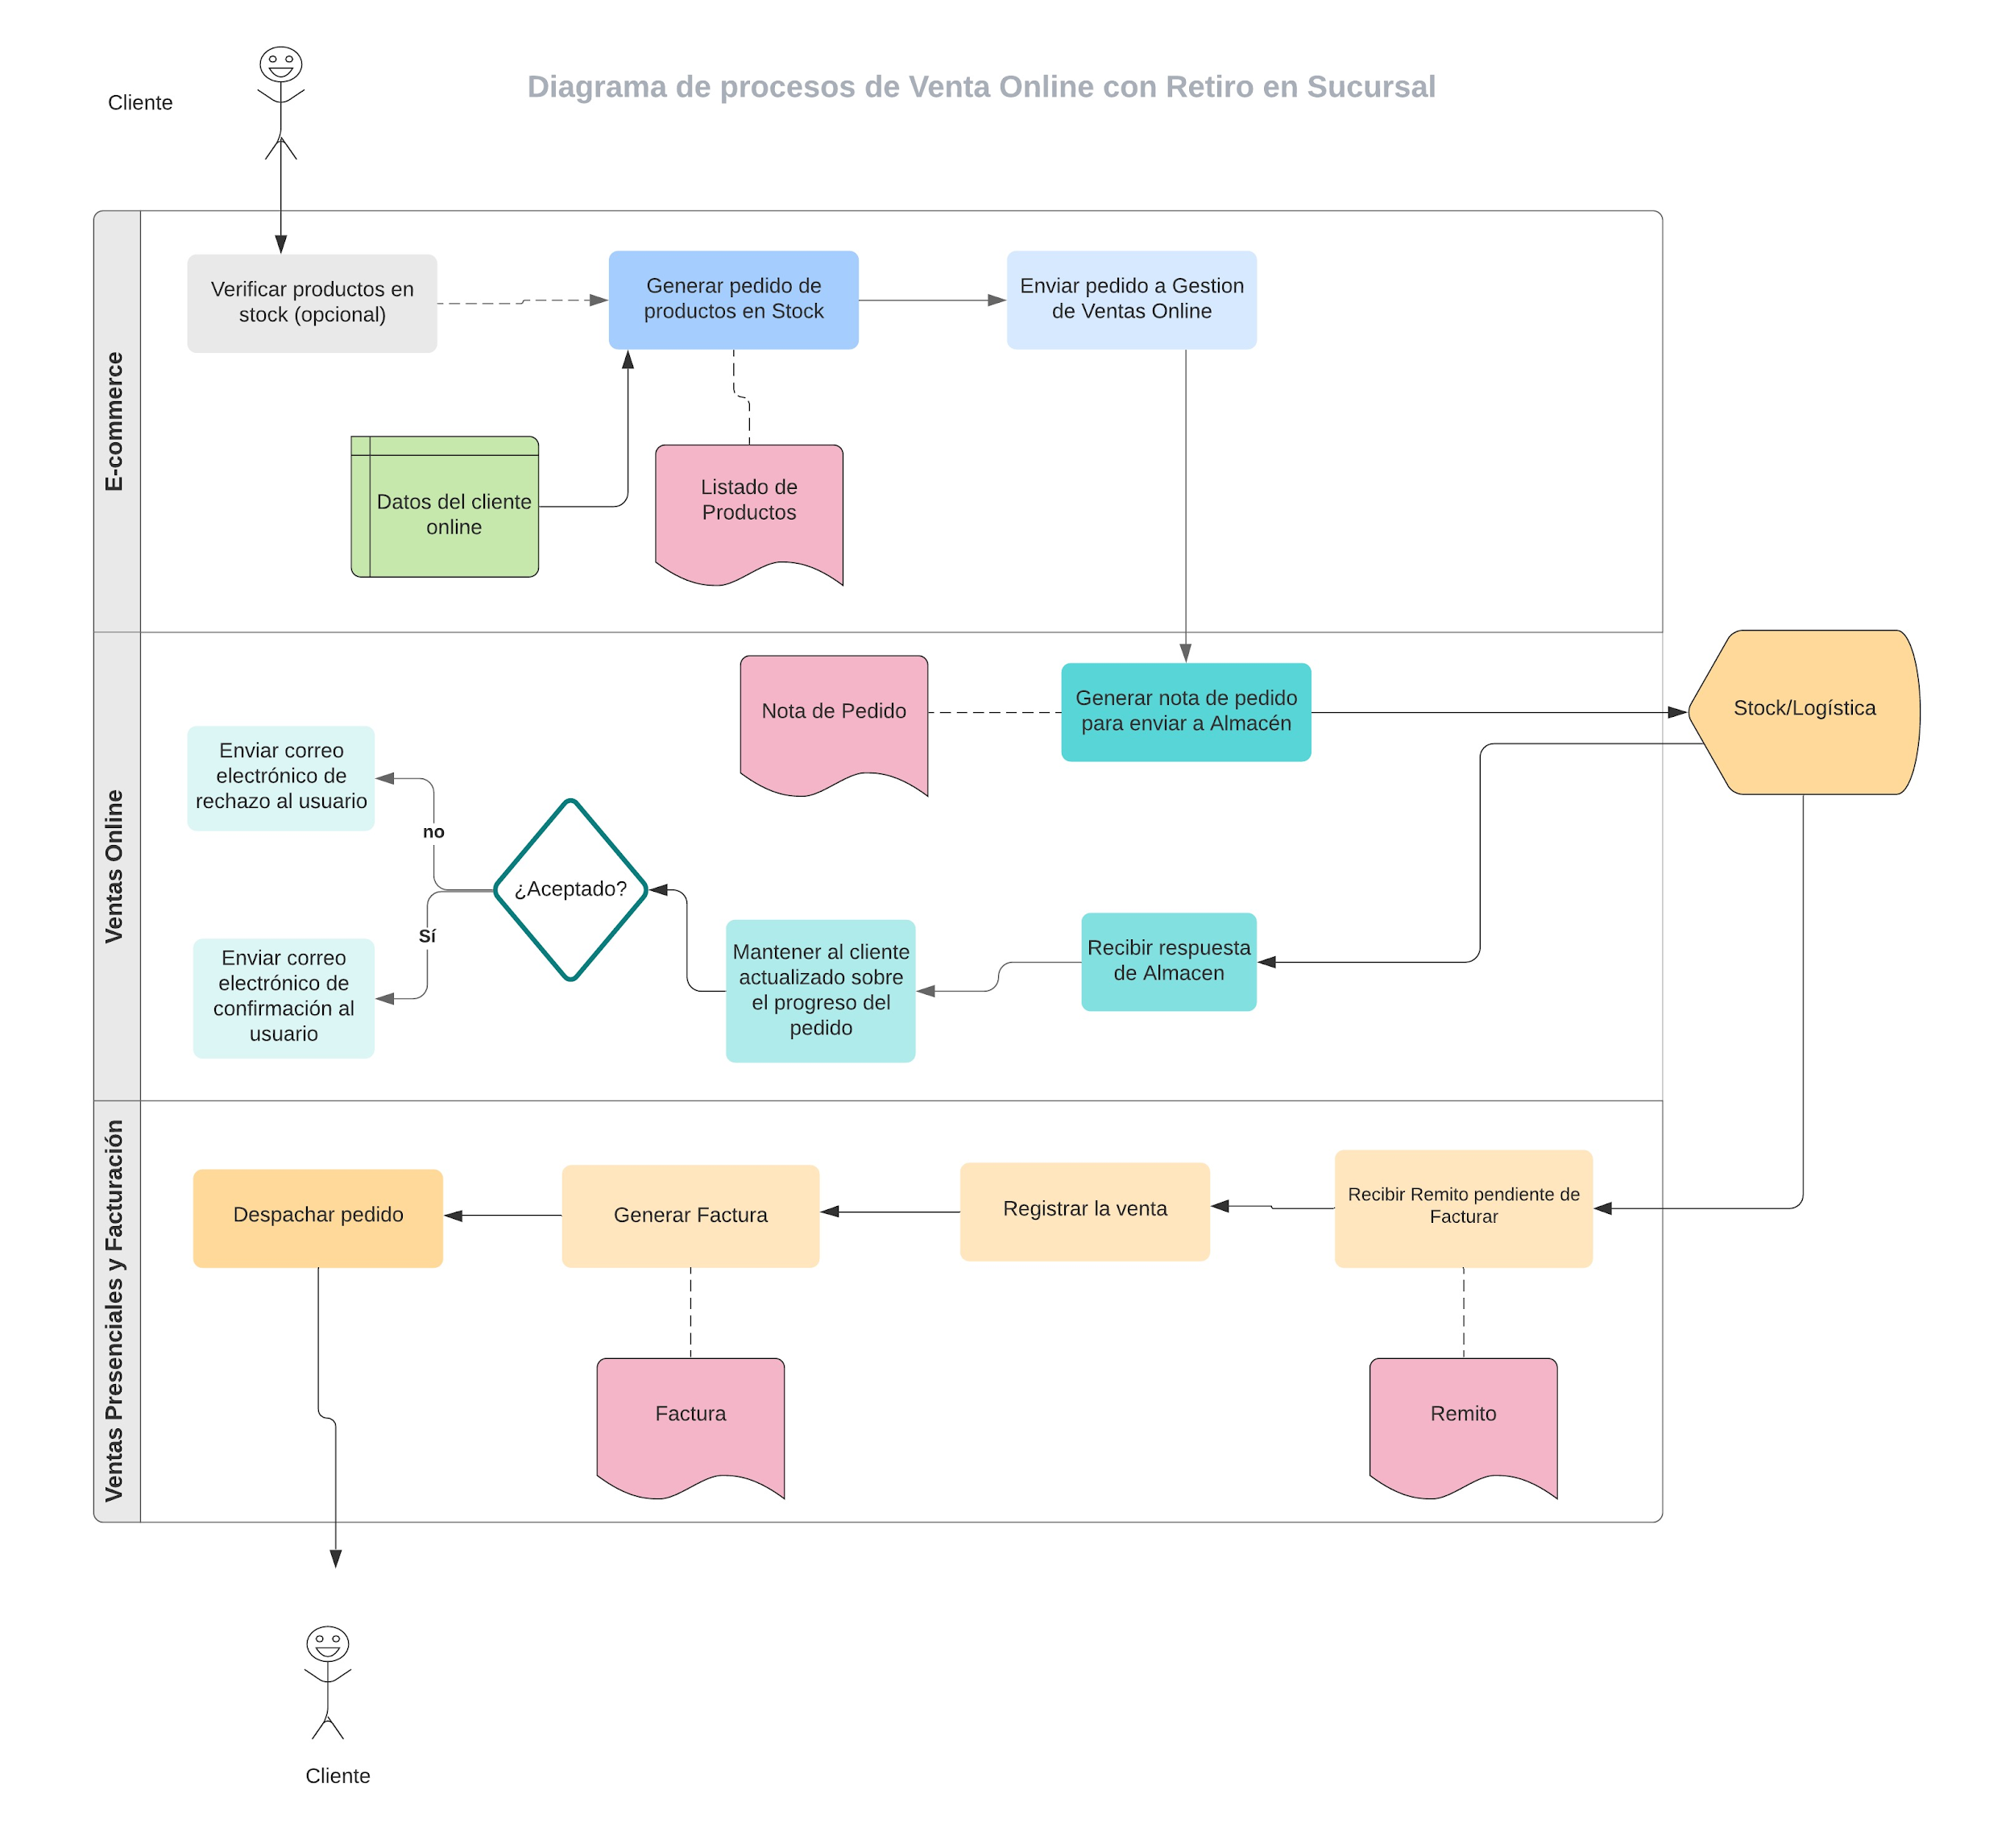 Cliente
Diagrama de procesos de Venta Online con Retiro en Sucursal
E-commerce
Verificar productos en
stock (opcional)
Generar pedido de
productos en Stock
Enviar pedido a Gestion
de Ventas Online
Datos del cliente
online
Listado de
Productos
Ventas Online
Nota de Pedido
Generar nota de pedido
para enviar a Almacén
Stock/Logística
Enviar correo
electrónico de
rechazo al usuario
no
¿Aceptado?
Sí
Enviar correo
electrónico de
confirmación al
usuario
Mantener al cliente
actualizado sobre
el progreso del
pedido
Recibir respuesta
de Almacen
Ventas Presenciales y Facturación
Despachar pedido
Generar Factura
Registrar la venta
Recibir Remito pendiente de
Facturar
Factura
Remito
Cliente